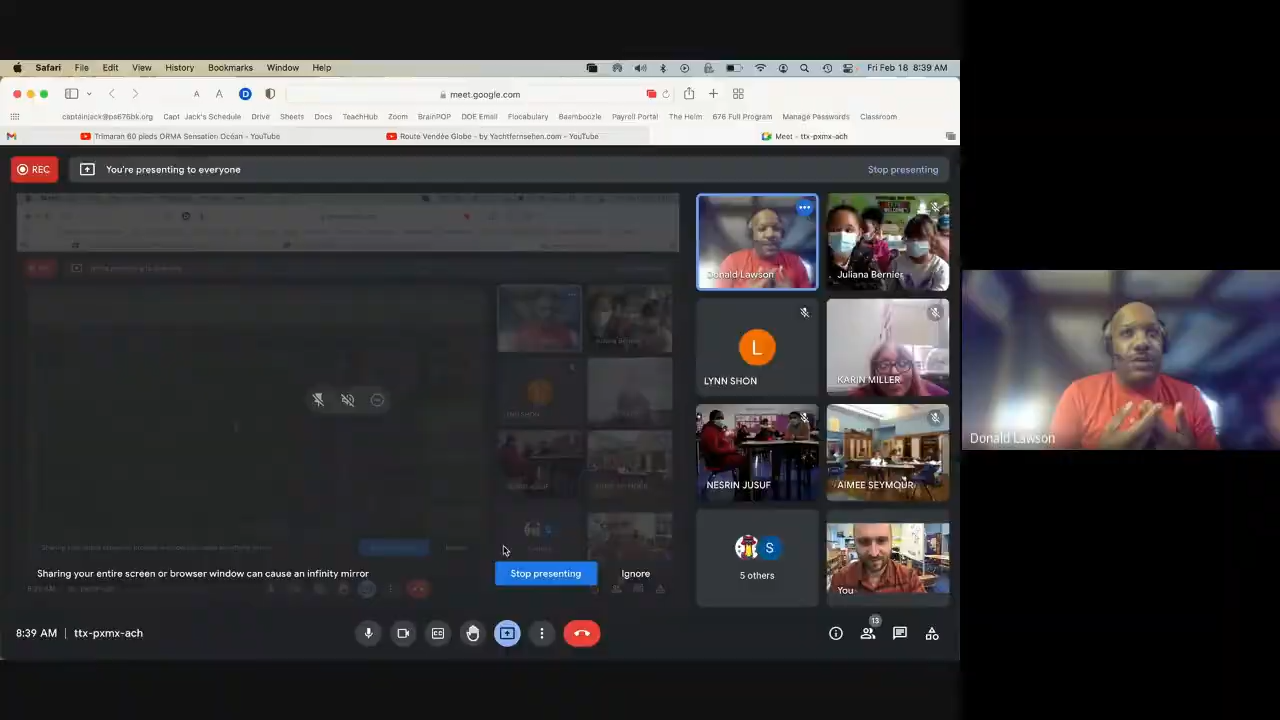 Safari File Edit View History Bookmarks Window Help Fri Feb 18 8:39 AM
A A D meet.google.com
captainjack@ps676bk.org Capt Jack's Schedule Drive Sheets Docs TeachHub Zoom BrainPOP DOE Email Flocabulary Bearnboozle Payroll Portal The Helm 676 Full Program Manage Passwords Classroom
Trimaran 60 pieds ORMA Sensation Océan - YouTube Route Vendée Globe - by Yachtfernsehen.com - YouTube Meet - ttx-pxmx-ach
REC You're presenting to everyone Stop presenting
Donald Lawson Juliana Bernier
L
LYNN SHON KARIN MILLER
Donald Lawson
NESRIN JUSUF AIMEE SEYMOUR
S
5 others
You
Sharing your entire screen or browser window can cause an infinity mirror Stop presenting Ignore
8:39 AM | ttx-pxmx-ach CC 13